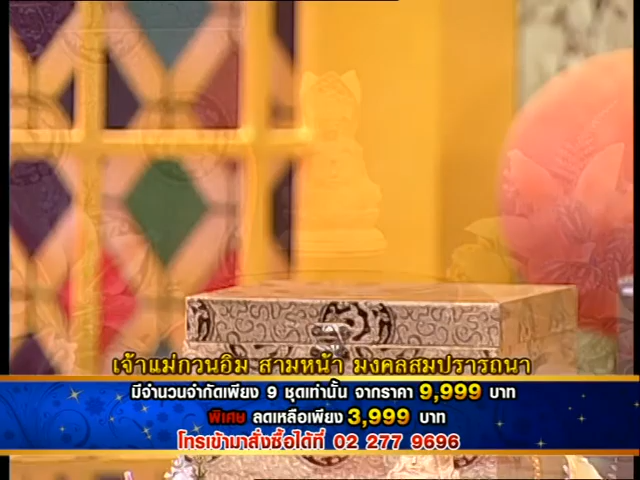 เจ้าแม่กวนอิม สามหน้า มงคลสมปรารถนา
มีจำนวนจำกัดเพียง 9 ชุดเท่านั้น จากราคา 9,999 บาท
พิเศษ ลดเหลือเพียง 3,999 บาท
โทรเข้ามาสั่งซื้อได้ที่ 02 277 9696